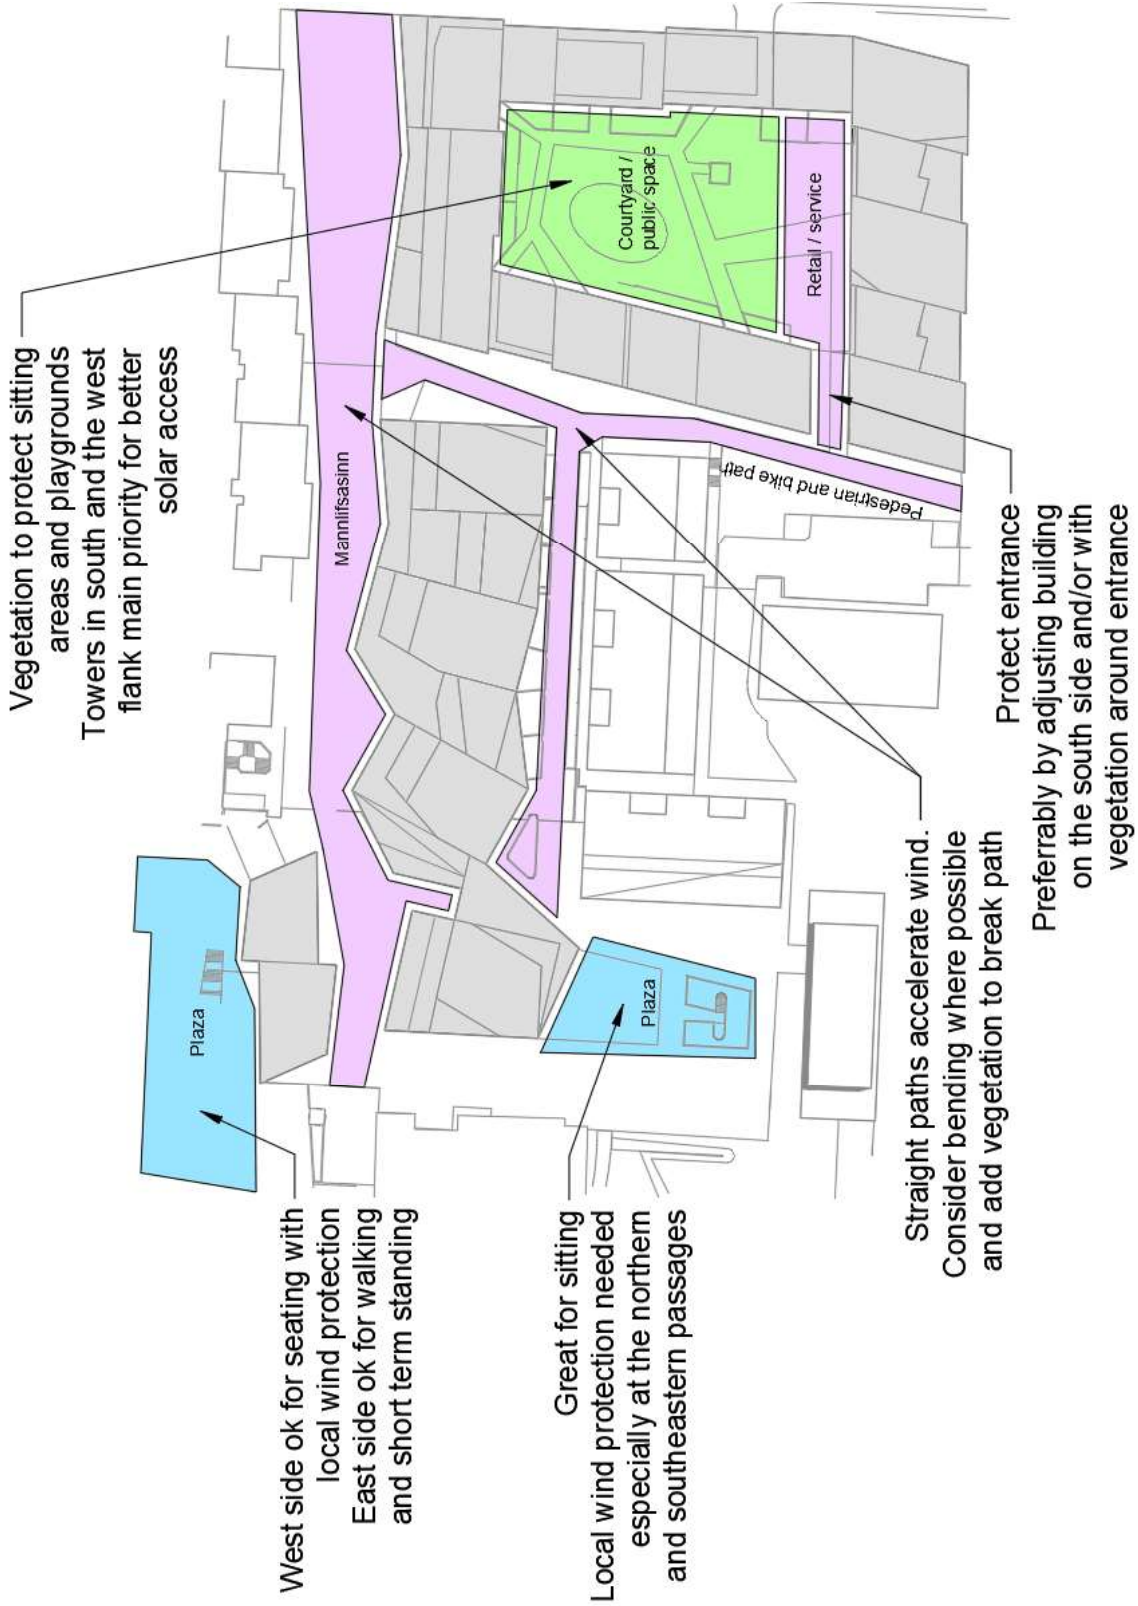 West side ok for seating with
local wind protection
East side ok for walking
and short term standing
Great for sitting
Local wind protection needed
especially at the northern
and southeastern passages
Plaza
Plaza
Straight paths accelerate wind.
Consider bending where possible
and add vegetation to break path
Mannlifsasinn
Vegetation to protect sitting
areas and playgrounds
Towers in south and the west
flank main priority for better
solar access
Courtyard /
public space
Retail / service
Pedestrian and bike path
Protect entrance
Preferrably by adjusting building
on the south side and/or with
vegetation around entrance